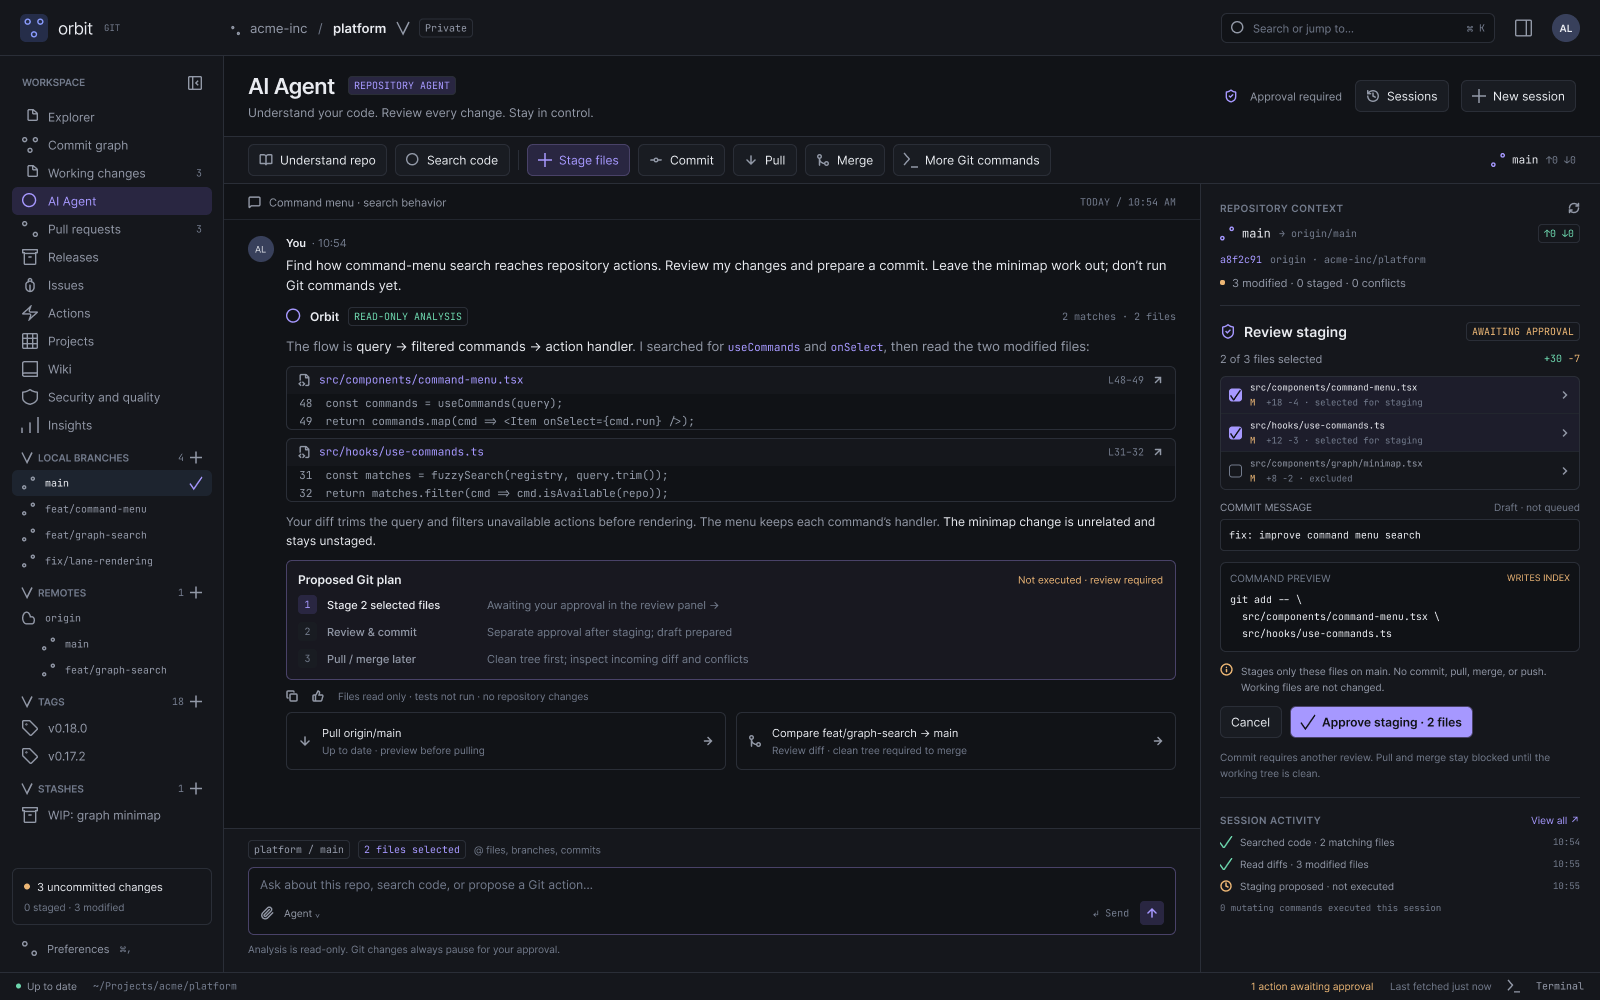 orbit GIT
acme-inc / platform Private
Search or jump to... ⌘ K
AL
WORKSPACE
Explorer
Commit graph
Working changes 3
AI Agent
Pull requests 3
Releases
Issues
Actions
Projects
Wiki
Security and quality
Insights
LOCAL BRANCHES 4
main
feat/command-menu
feat/graph-search
fix/lane-rendering
REMOTES 1
origin
main
feat/graph-search
TAGS 18
v0.18.0
v0.17.2
STASHES 1
WIP: graph minimap
3 uncommitted changes
0 staged · 3 modified
Preferences ⌘,
AI Agent REPOSITORY AGENT
Understand your code. Review every change. Stay in control.
Approval required
Sessions
New session
Understand repo
Search code
Stage files
Commit
Pull
Merge
More Git commands
main ↑0 ↓0
Command menu · search behavior
TODAY / 10:54 AM
AL
You · 10:54
Find how command-menu search reaches repository actions. Review my changes and prepare a commit. Leave the minimap work out; don't run
Git commands yet.
Orbit READ-ONLY ANALYSIS
2 matches · 2 files
The flow is query → filtered commands → action handler. I searched for useCommands and onSelect, then read the two modified files:
src/components/command-menu.tsx L48–49
48 const commands = useCommands(query);
49 return commands.map(cmd => <Item onSelect={cmd.run} />);
src/hooks/use-commands.ts L31–32
31 const matches = fuzzySearch(registry, query.trim());
32 return matches.filter(cmd => cmd.isAvailable(repo));
Your diff trims the query and filters unavailable actions before rendering. The menu keeps each command's handler. The minimap change is unrelated and
stays unstaged.
Proposed Git plan
Not executed · review required
1 Stage 2 selected files Awaiting your approval in the review panel →
2 Review & commit Separate approval after staging; draft prepared
3 Pull / merge later Clean tree first; inspect incoming diff and conflicts
Files read only · tests not run · no repository changes
Pull origin/main
Up to date · preview before pulling
Compare feat/graph-search → main
Review diff · clean tree required to merge
platform / main
2 files selected
@ files, branches, commits
Ask about this repo, search code, or propose a Git action...
Agent
↵ Send
Analysis is read-only. Git changes always pause for your approval.
REPOSITORY CONTEXT
main → origin/main ↑0 ↓0
a8f2c91 origin · acme-inc/platform
3 modified · 0 staged · 0 conflicts
Review staging AWAITING APPROVAL
2 of 3 files selected +30 -7
src/components/command-menu.tsx
M +18 -4 · selected for staging
src/hooks/use-commands.ts
M +12 -3 · selected for staging
src/components/graph/minimap.tsx
M +8 -2 · excluded
COMMIT MESSAGE Draft · not queued
fix: improve command menu search
COMMAND PREVIEW WRITES INDEX
git add -- \
src/components/command-menu.tsx \
src/hooks/use-commands.ts
Stages only these files on main. No commit, pull, merge, or push.
Working files are not changed.
Cancel
Approve staging · 2 files
Commit requires another review. Pull and merge stay blocked until the
working tree is clean.
SESSION ACTIVITY View all ↗
Searched code · 2 matching files 10:54
Read diffs · 3 modified files 10:55
Staging proposed · not executed 10:55
0 mutating commands executed this session
Up to date ~/Projects/acme/platform
1 action awaiting approval
Last fetched just now
Terminal